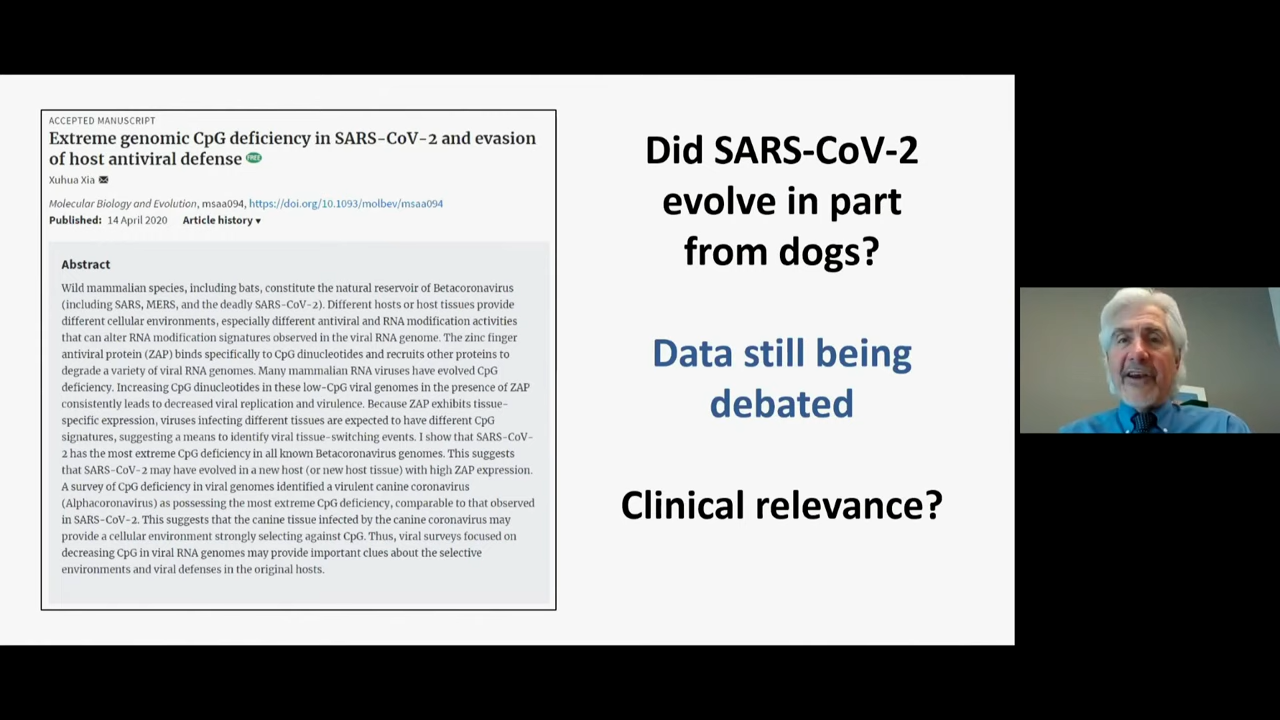 ACCEPTED MANUSCRIPT
Extreme genomic CpG deficiency in SARS-CoV-2 and evasion
of host antiviral defense FREE
Xuhua Xia
Molecular Biology and Evolution, msaa094, https://doi.org/10.1093/molbev/msaa094
Published: 14 April 2020 Article history ▾
Abstract
Wild mammalian species, including bats, constitute the natural reservoir of Betacoronavirus
(including SARS, MERS, and the deadly SARS-CoV-2). Different hosts or host tissues provide
different cellular environments, especially different antiviral and RNA modification activities
that can alter RNA modification signatures observed in the viral RNA genome. The zinc finger
antiviral protein (ZAP) binds specifically to CpG dinucleotides and recruits other proteins to
degrade a variety of viral RNA genomes. Many mammalian RNA viruses have evolved CpG
deficiency. Increasing CpG dinucleotides in these low-CpG viral genomes in the presence of ZAP
consistently leads to decreased viral replication and virulence. Because ZAP exhibits tissue-
specific expression, viruses infecting different tissues are expected to have different CpG
signatures, suggesting a means to identify viral tissue-switching events. I show that SARS-CoV-
2 has the most extreme CpG deficiency in all known Betacoronavirus genomes. This suggests
that SARS-CoV-2 may have evolved in a new host (or new host tissue) with high ZAP expression.
A survey of CpG deficiency in viral genomes identified a virulent canine coronavirus
(Alphacoronavirus) as possessing the most extreme CpG deficiency, comparable to that observed
in SARS-CoV-2. This suggests that the canine tissue infected by the canine coronavirus may
provide a cellular environment strongly selecting against CpG. Thus, viral surveys focused on
decreasing CpG in viral RNA genomes may provide important clues about the selective
environments and viral defenses in the original hosts.
Did SARS-CoV-2
evolve in part
from dogs?
Data still being
debated
Clinical relevance?